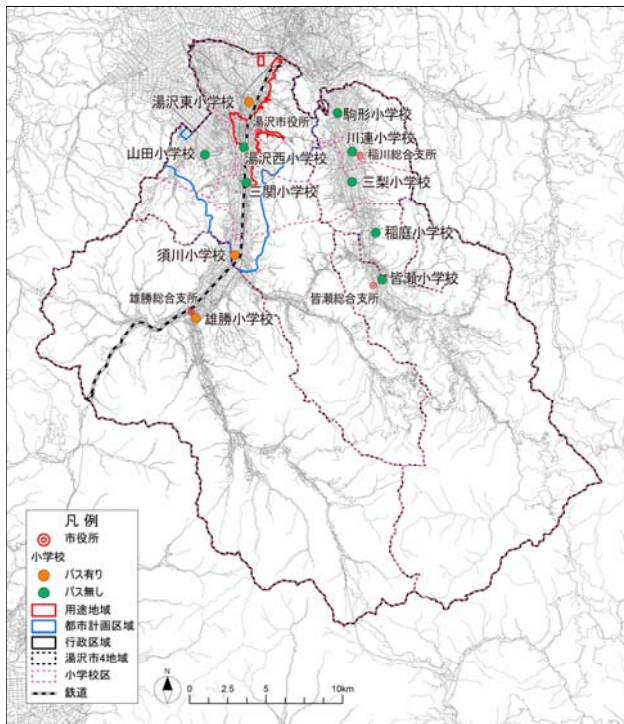 湯沢東小学校
湯沢市役所
駒形小学校
川連小学校
稲川総合支所
山田小学校
湯沢西小学校
三関小学校
三梨小学校
稲庭小学校
須川小学校
皆瀬小学校
皆瀬総合支所
雄勝総合支所
雄勝小学校
凡 例
市役所
小学校
バス有り
バス無し
用途地域
都市計画区域
行政区域
湯沢市4地域
小学校区
鉄道
N
0 2.5 5 10km